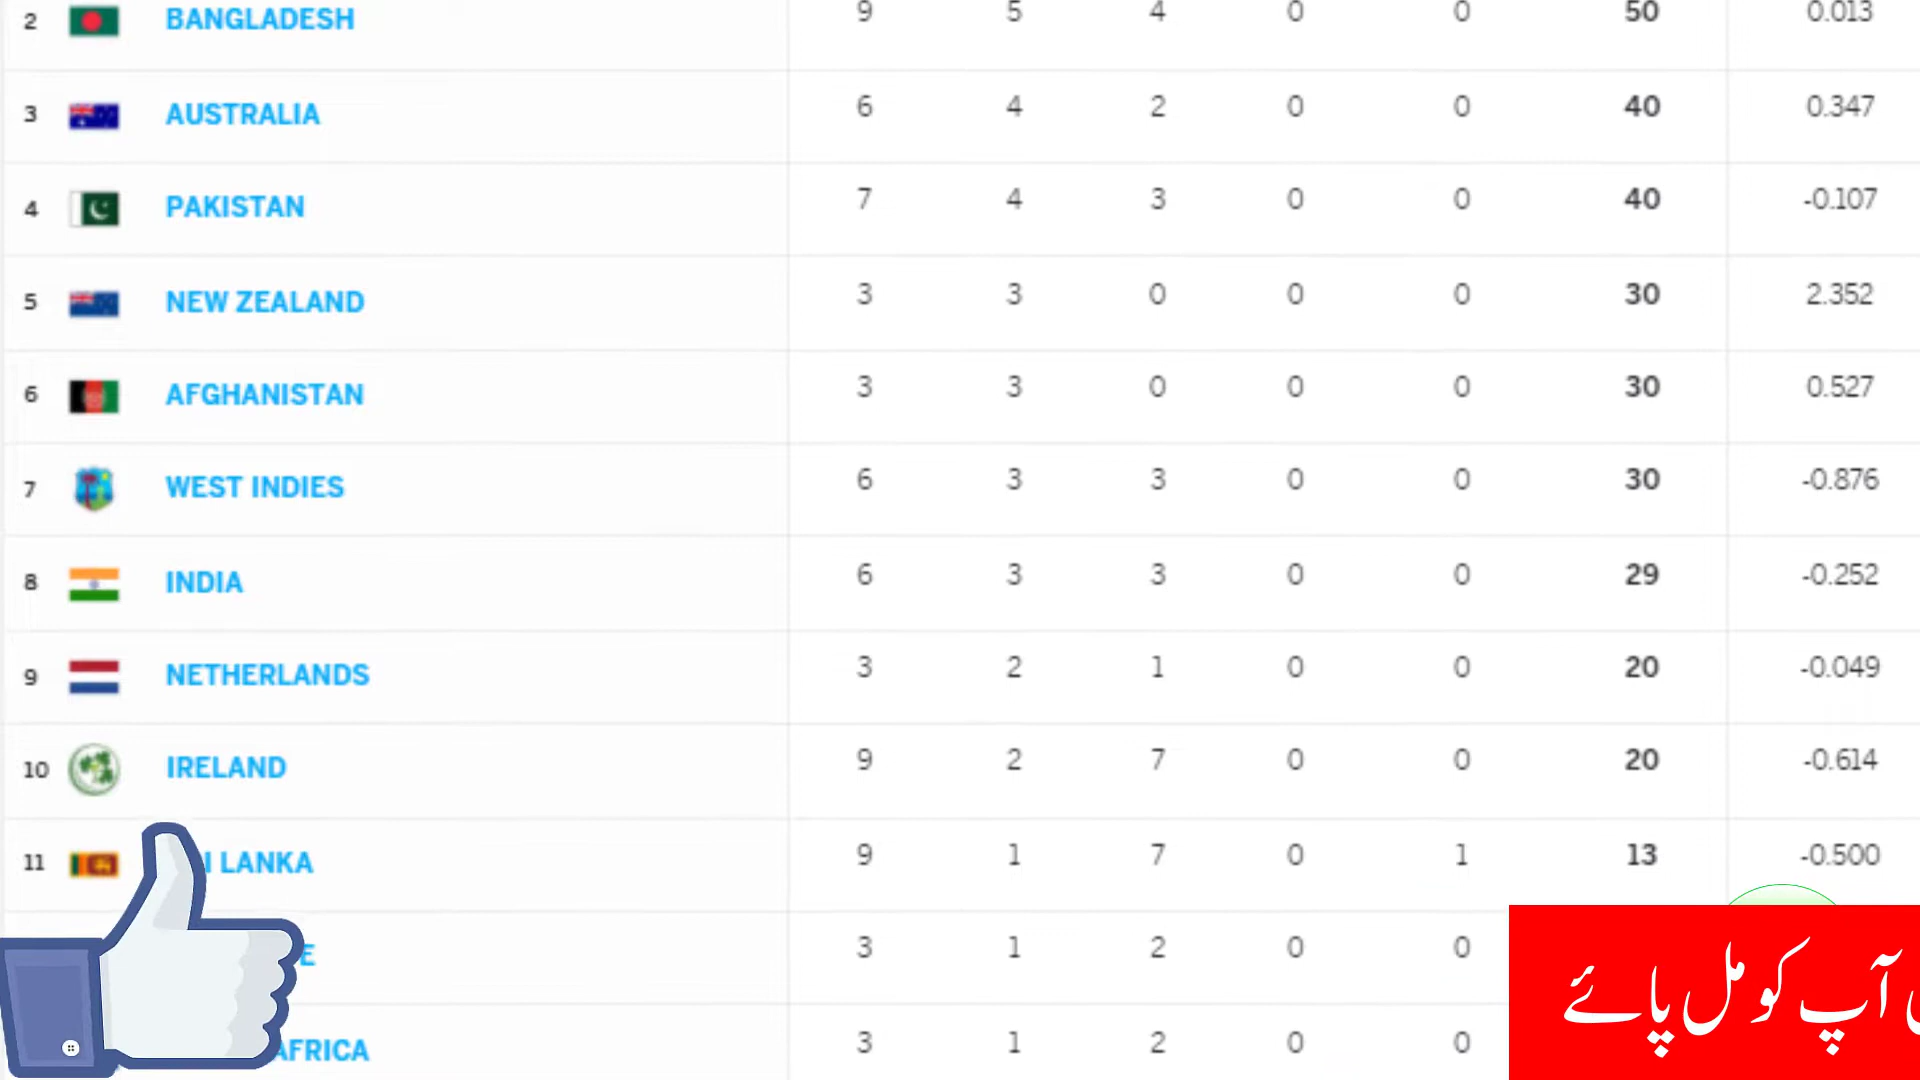 2 BANGLADESH 9 5 4 0 0 50 0.013
3 AUSTRALIA 6 4 2 0 0 40 0.347
4 PAKISTAN 7 4 3 0 0 40 -0.107
5 NEW ZEALAND 3 3 0 0 0 30 2.352
6 AFGHANISTAN 3 3 0 0 0 30 0.527
7 WEST INDIES 6 3 3 0 0 30 -0.876
8 INDIA 6 3 3 0 0 29 -0.252
9 NETHERLANDS 3 2 1 0 0 20 -0.049
10 IRELAND 9 2 7 0 0 20 -0.614
11 I LANKA 9 1 7 0 1 13 -0.500
E 3 1 2 0 0
AFRICA 3 1 2 0 0
آپ کو مل پائے